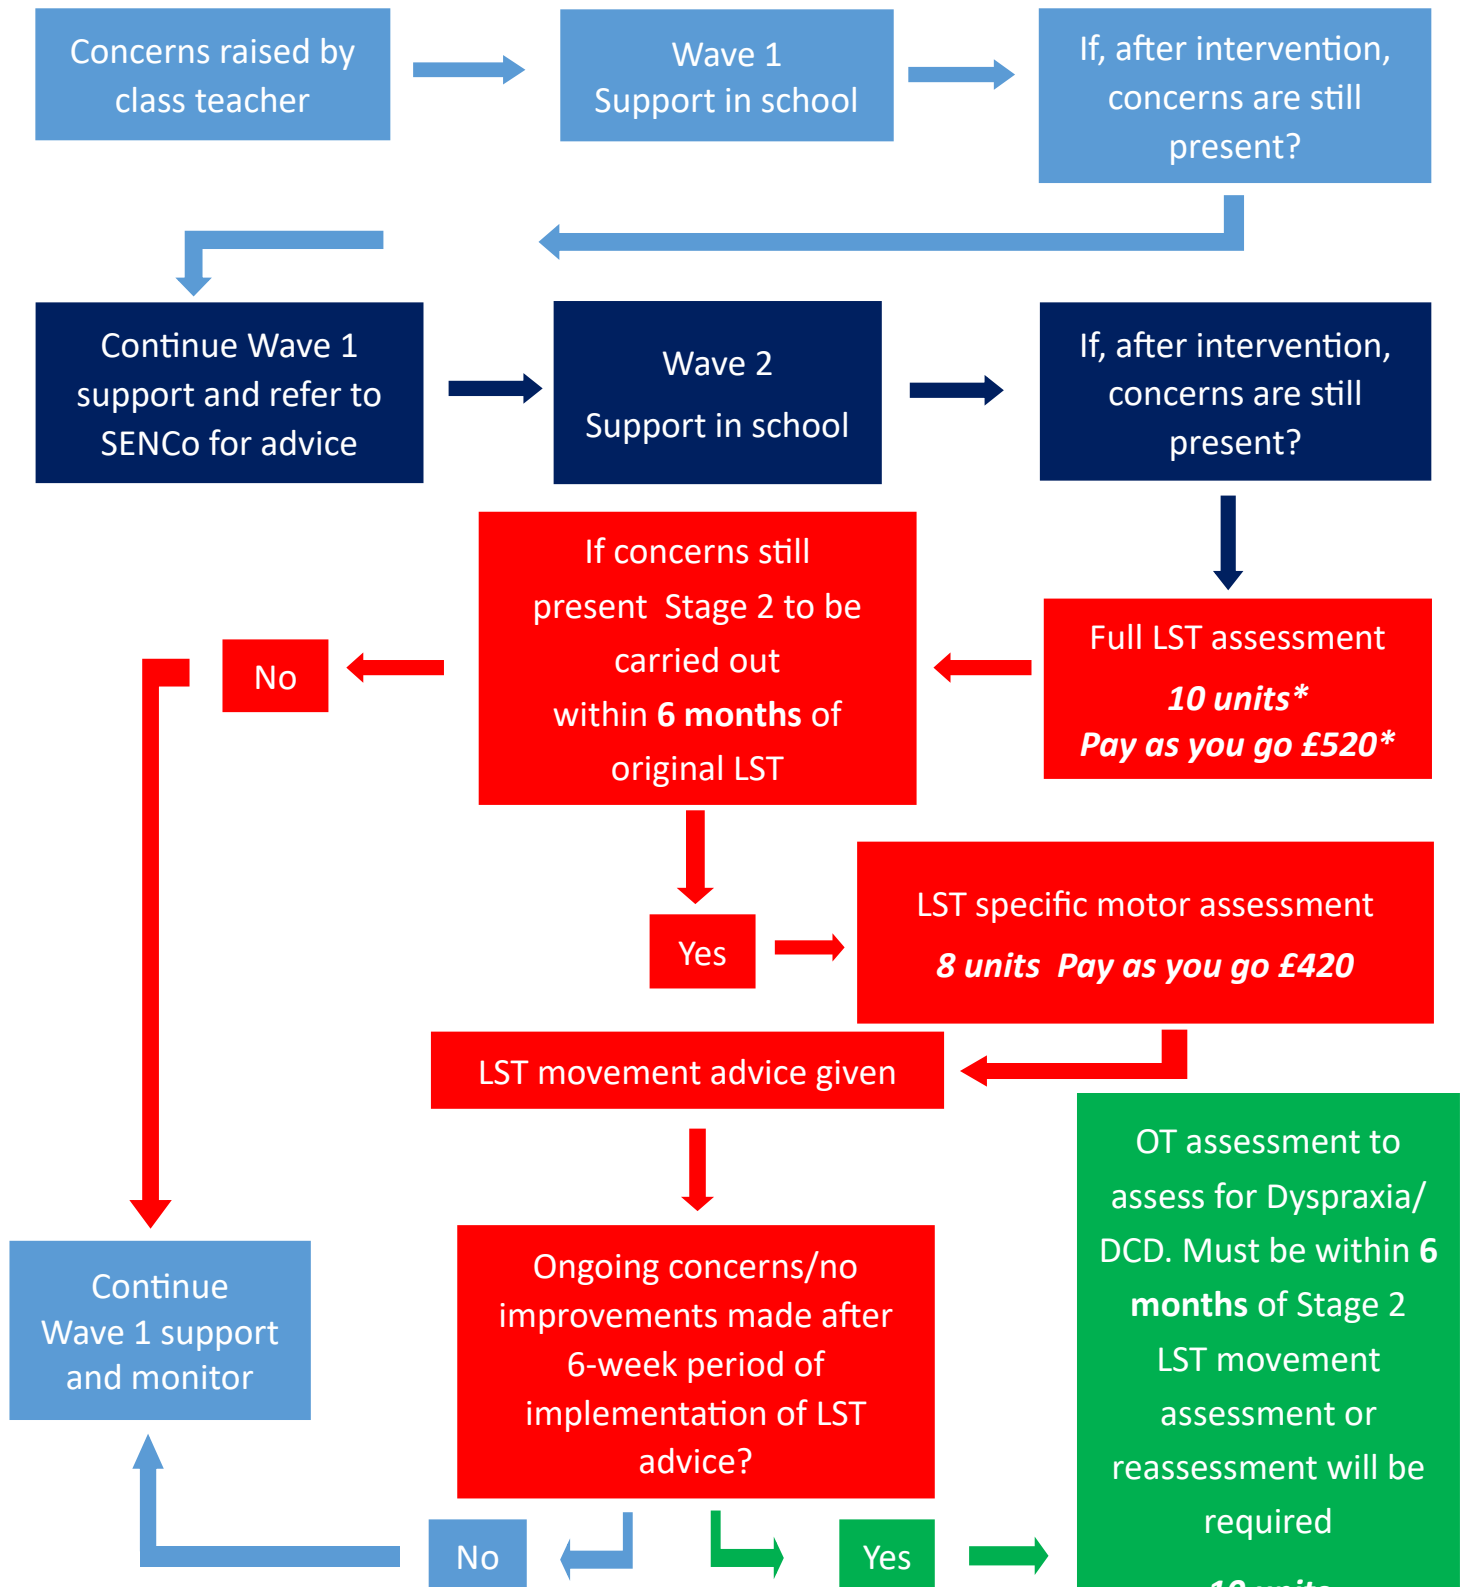 Concerns raised by
class teacher
Wave 1
Support in school
If, after intervention,
concerns are still
present?
Continue Wave 1
support and refer to
SENCo for advice
Wave 2
Support in school
If, after intervention,
concerns are still
present?
Full LST assessment
10 units*
Pay as you go £520*
If concerns still
present  Stage 2 to be
carried out
within 6 months of
original LST
No
Yes
LST specific motor assessment
8 units  Pay as you go £420
LST movement advice given
Ongoing concerns/no
improvements made after
6-week period of
implementation of LST
advice?
Continue
Wave 1 support
and monitor
No
Yes
OT assessment to
assess for Dyspraxia/
DCD. Must be within 6
months of Stage 2
LST movement
assessment or
reassessment will be
required
units